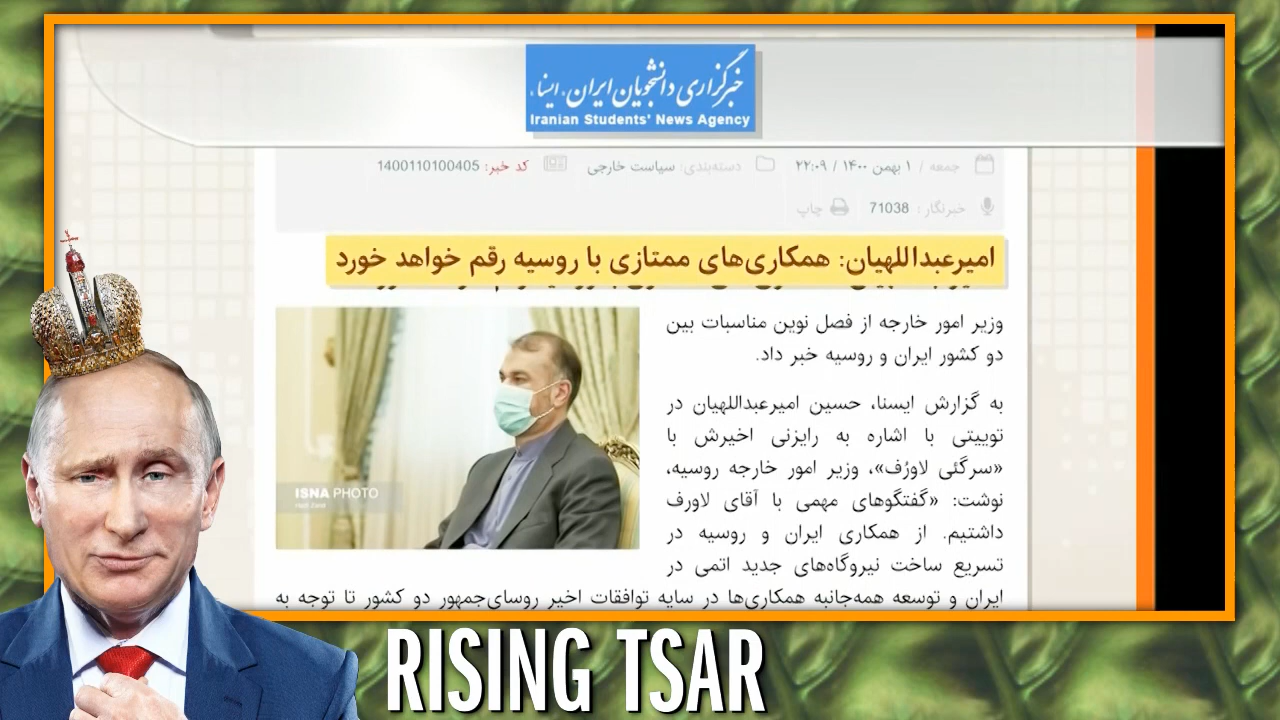 خبرگزاری دانشجویان ایران، ایسنا،
Iranian Students' News Agency
جمعه / ۱ بهمن ۱۴۰۰ / ۲۲:۰۹ دسته‌بندی: سیاست خارجی کد خبر: 1400110100405
خبرنگار : 71038 چاپ
امیرعبداللهیان: همکاری‌های ممتازی با روسیه رقم خواهد خورد
وزیر امور خارجه از فصل نوین مناسبات بین
دو کشور ایران و روسیه خبر داد.
به گزارش ایسنا، حسین امیرعبداللهیان در
توییتی با اشاره به رایزنی اخیرش با
«سرگئی لاورُف»، وزیر امور خارجه روسیه،
نوشت: «گفتگوهای مهمی با آقای لاورف
داشتیم. از همکاری ایران و روسیه در
تسریع ساخت نیروگاه‌های جدید اتمی در
ایران و توسعه همه‌جانبه همکاری‌ها در سایه توافقات اخیر روسای‌جمهور دو کشور تا توجه به
ISNA PHOTO
RISING TSAR